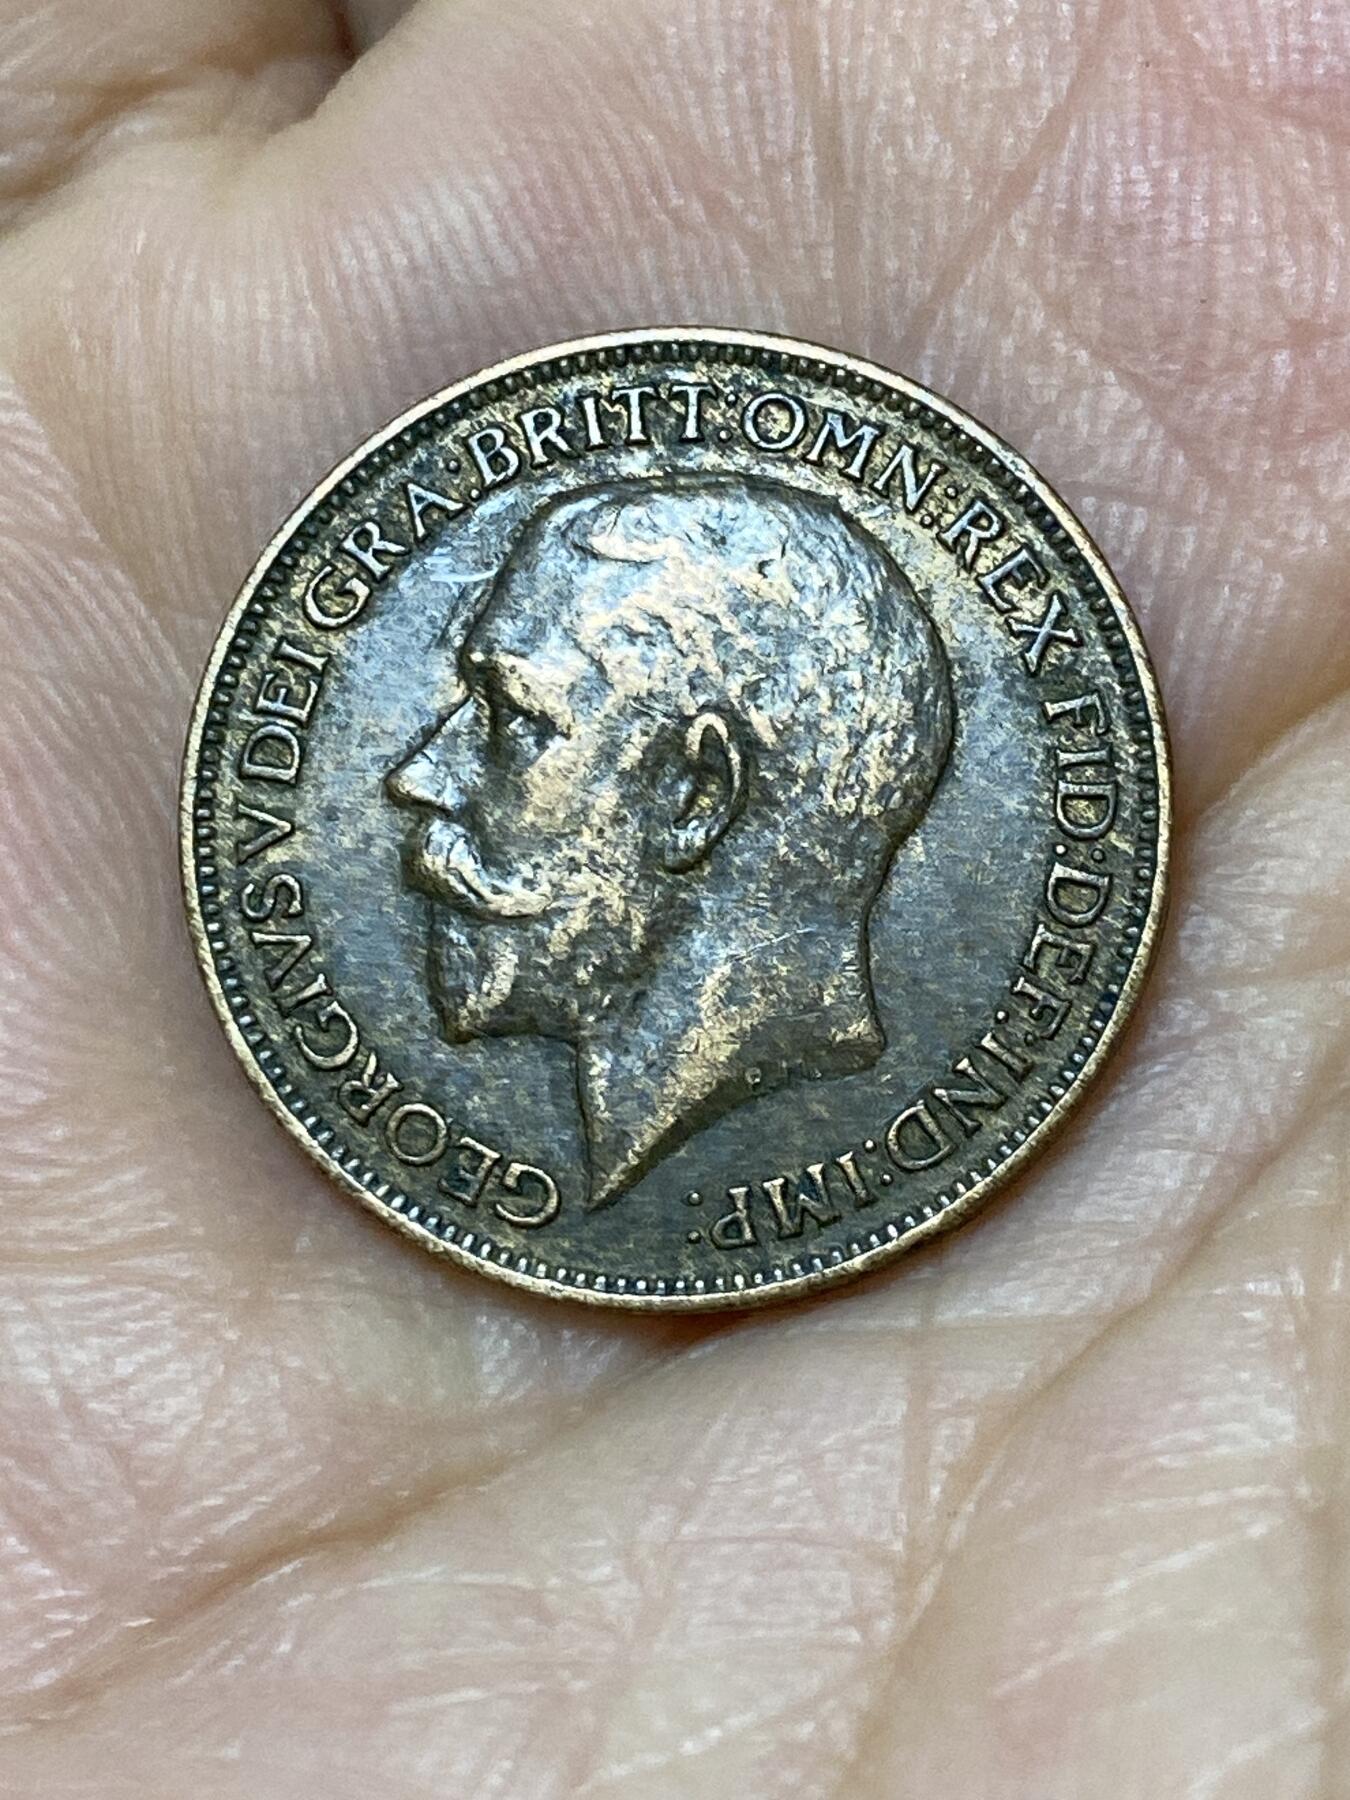 GEORGIVS V DEI GRA: BRITT: OMN: REX FID: DEF: IND: IMP: